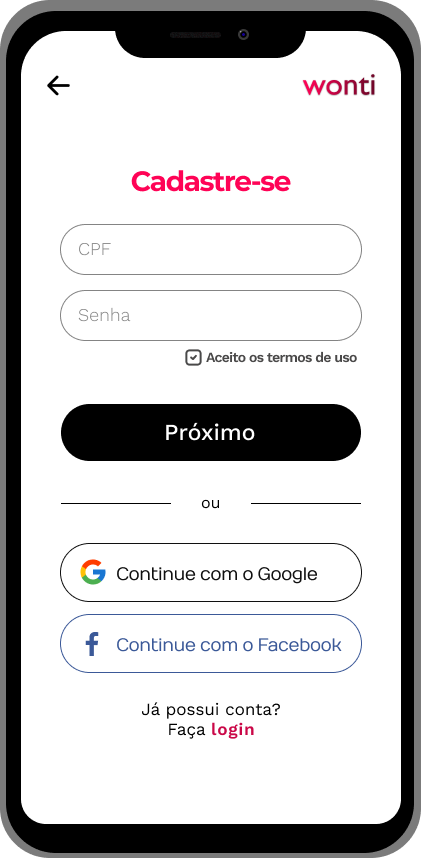 wonti
Cadastre-se
CPF
Senha
Aceito os termos de uso
Próximo
ou
Continue com o Google
Continue com o Facebook
Já possui conta?
Faça login